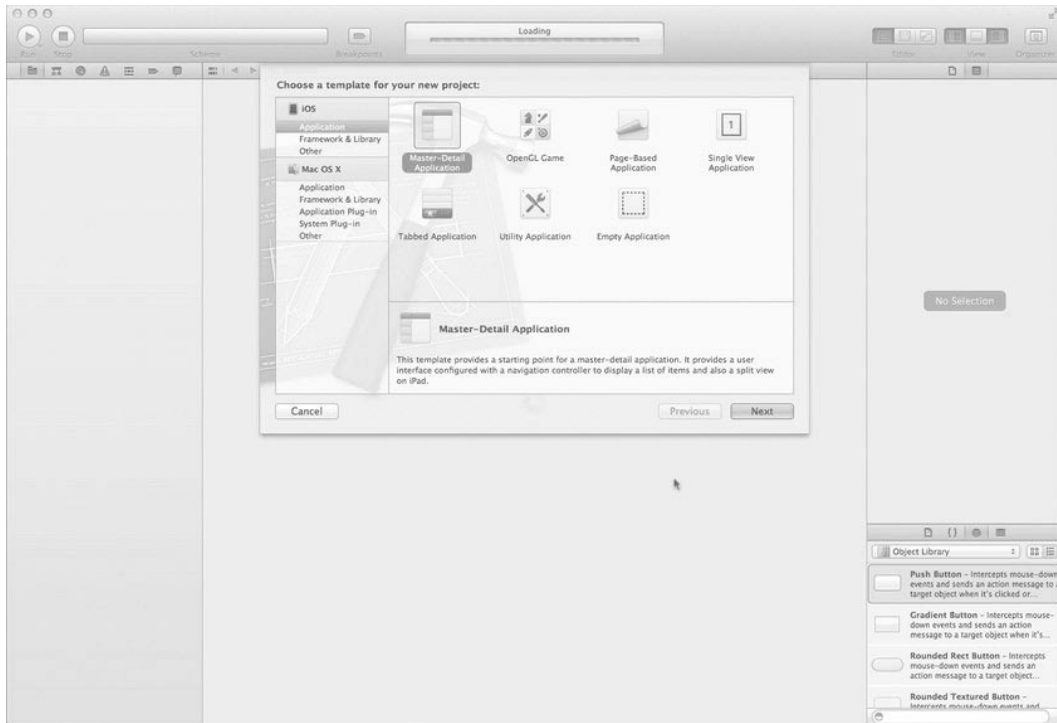 Loading
Run
Stop
Scheme
Breakpoints
Editor
View
Organizer
Choose a template for your new project:
iOS
Application
Framework & Library
Other
Mac OS X
Application
Framework & Library
Application Plug-in
System Plug-in
Other
Master-Detail
Application
OpenGL Game
Page-Based
Application
1
Single View
Application
Tabbed Application
Utility Application
Empty Application
Master-Detail Application
This template provides a starting point for a master-detail application. It provides a user
interface configured with a navigation controller to display a list of items and also a split view
on iPad.
Cancel
Previous
Next
No Selection
{}
Object Library
Push Button - Intercepts mouse-down
events and sends an action message to a
target object when it's clicked or...
Gradient Button - Intercepts mouse-
down events and sends an action
message to a target object when it's...
Rounded Rect Button - Intercepts
mouse-down events and sends an
action message to a target object...
Rounded Textured Button -
Intercepts mouse-down events and